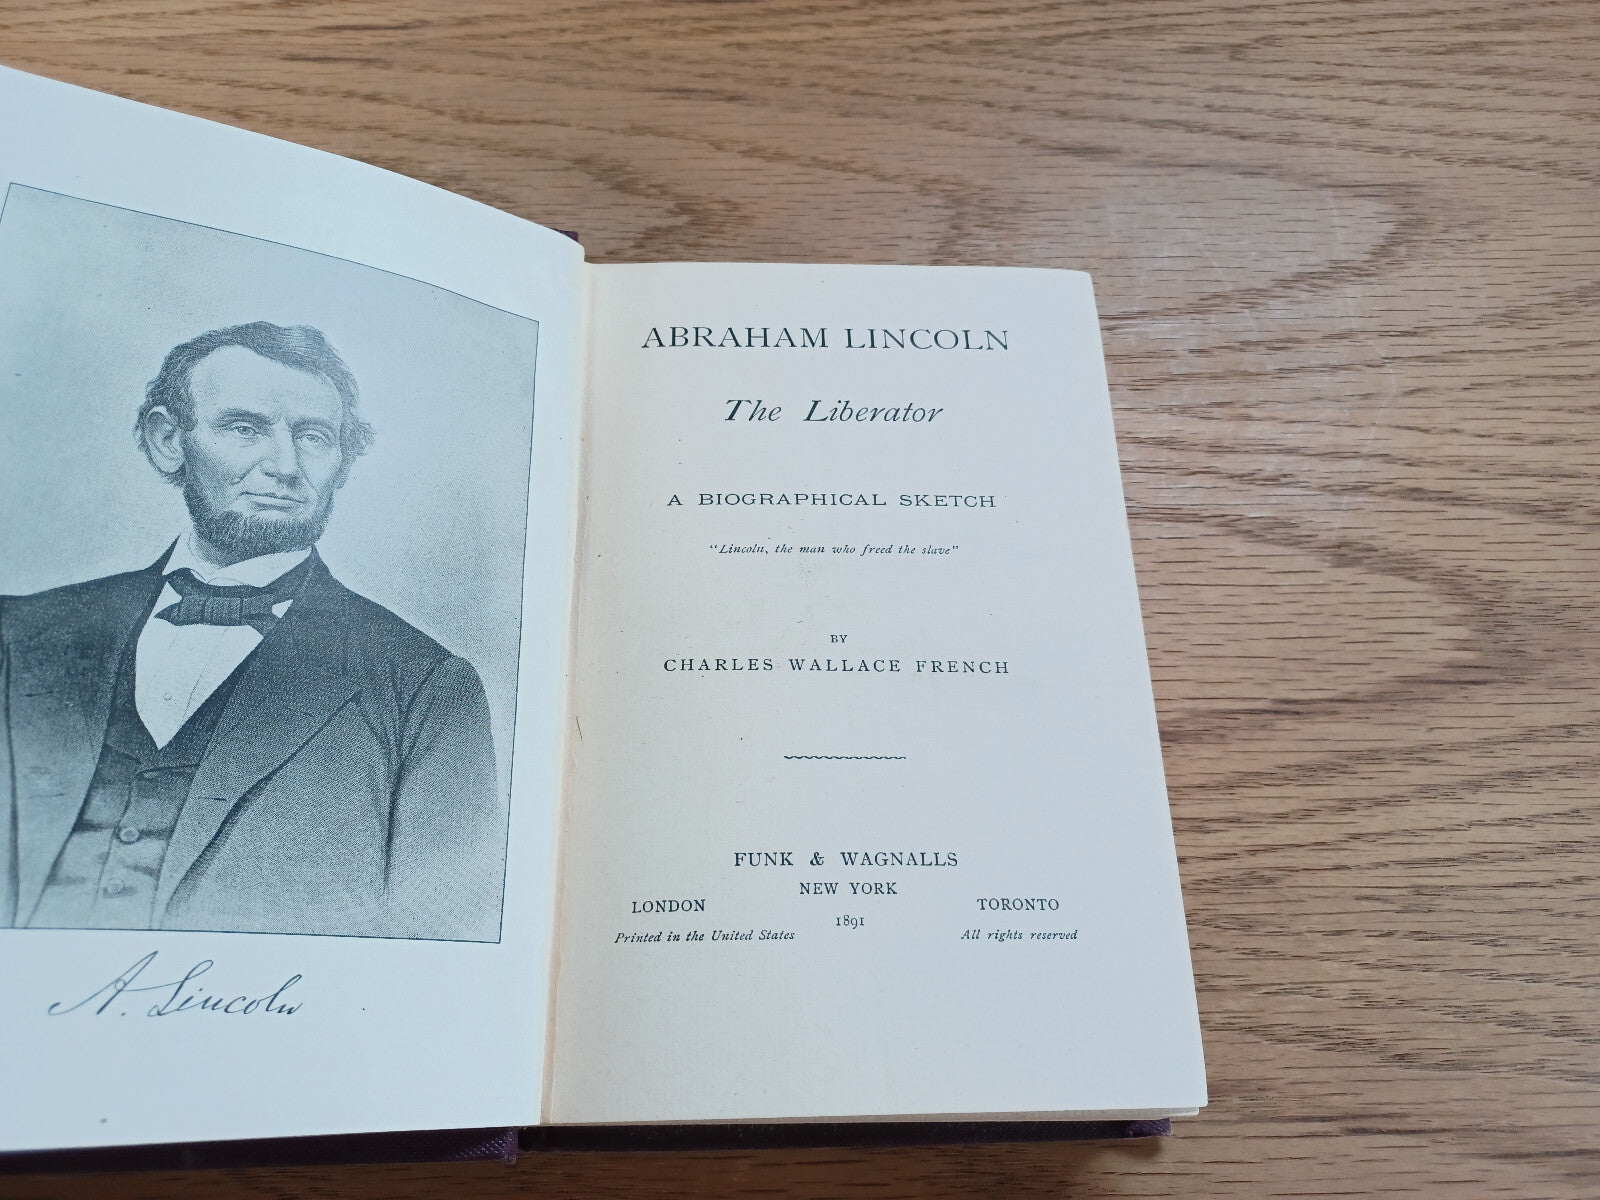 A. Lincoln
ABRAHAM LINCOLN
The Liberator
A BIOGRAPHICAL SKETCH
"Lincoln, the man who freed the slave"
BY
CHARLES WALLACE FRENCH
FUNK & WAGNALLS
NEW YORK
LONDON TORONTO
1891
Printed in the United States All rights reserved